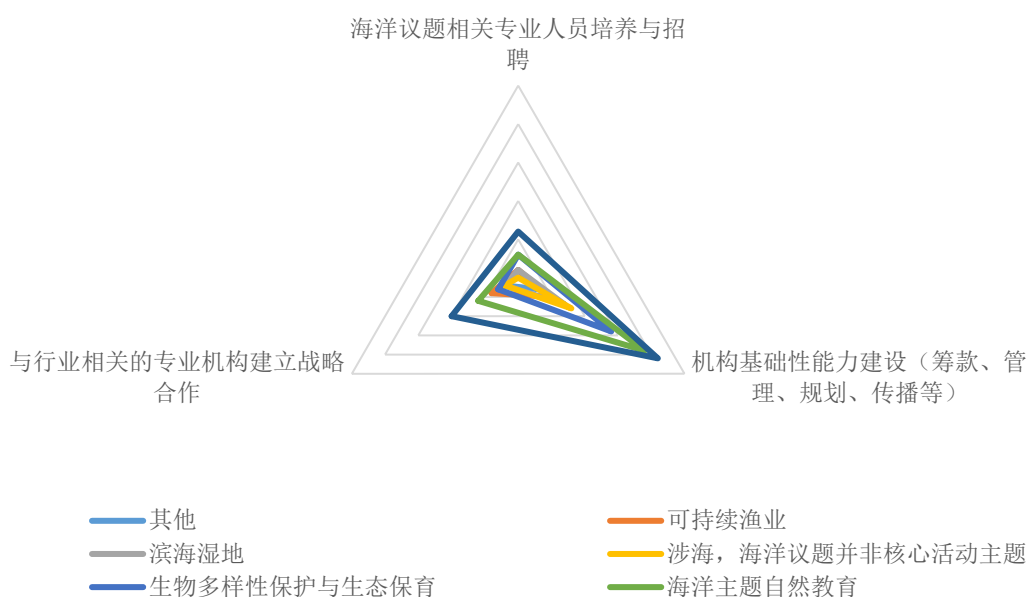 海洋议题相关专业人员培养与招
聘
与行业相关的专业机构建立战略
合作
机构基础性能力建设（筹款、管
理、规划、传播等）
其他
可持续渔业
滨海湿地
涉海，海洋议题并非核心活动主题
生物多样性保护与生态保育
海洋主题自然教育